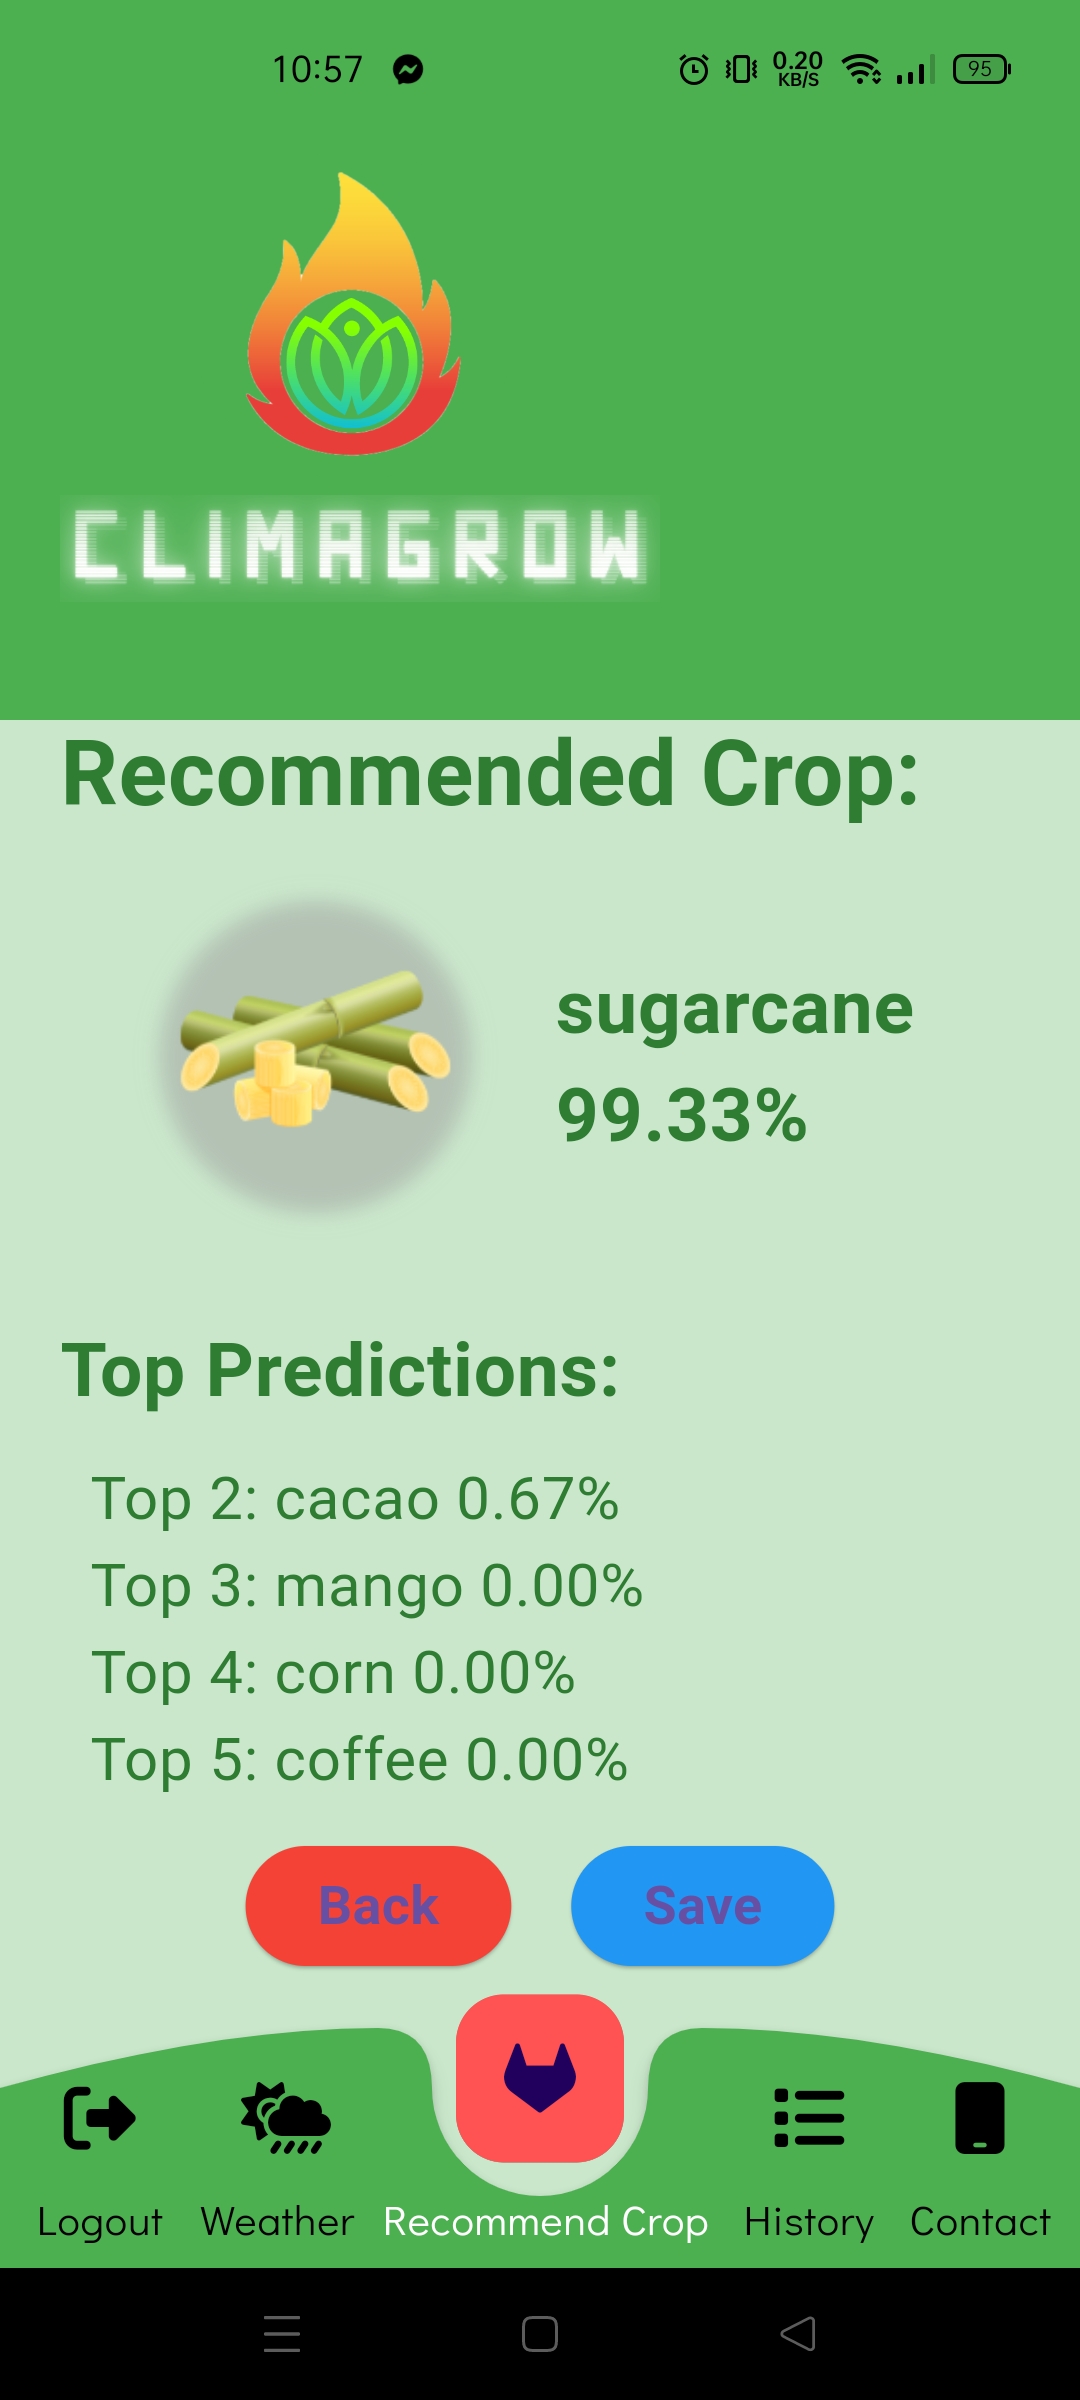 10:57
0.20
KB/S
95
CLIMAGROW
Recommended Crop:
sugarcane
99.33%
Top Predictions:
Top 2: cacao 0.67%
Top 3: mango 0.00%
Top 4: corn 0.00%
Top 5: coffee 0.00%
Back Save
Logout Weather Recommend Crop History Contact